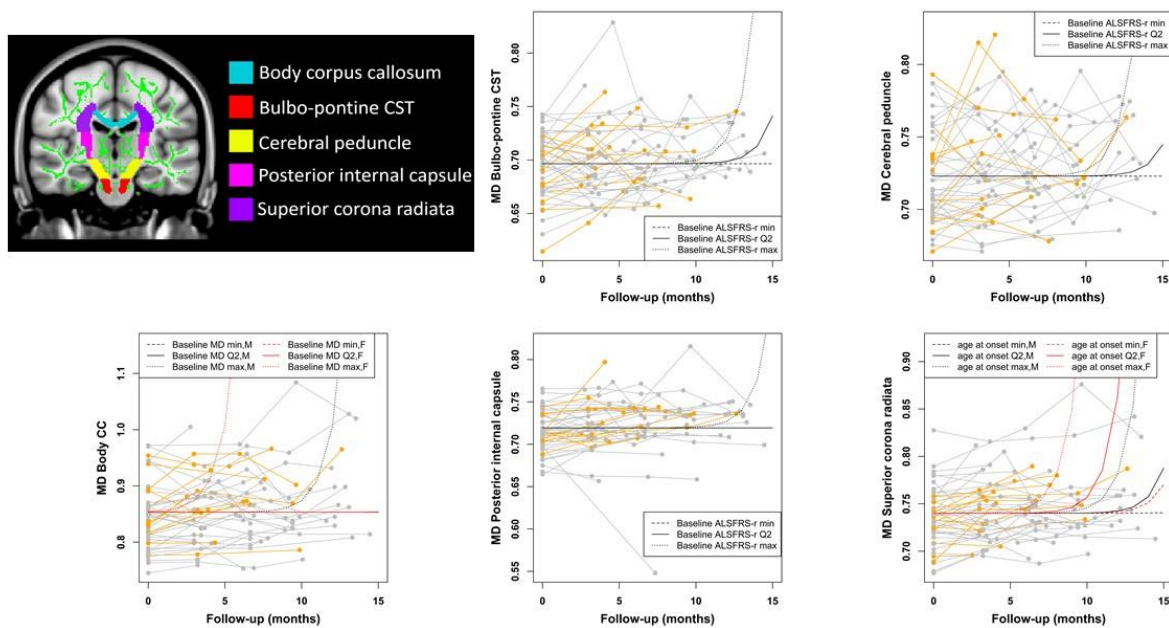 Body corpus callosum
Bulbo-pontine CST
Cerebral peduncle
Posterior internal capsule
Superior corona radiata
MD Bulbo-pontine CST
0.80
0.75
0.70
0.65
Baseline ALSFRS-r min
Baseline ALSFRS-r Q2
Baseline ALSFRS-r max
0 5 10 15
Follow-up (months)
MD Cerebral peduncle
0.80
0.75
0.70
Baseline ALSFRS-r min
Baseline ALSFRS-r Q2
Baseline ALSFRS-r max
0 5 10 15
Follow-up (months)
MD Body CC
1.1
1.0
0.9
0.8
Baseline MD min,M Baseline MD min,F
Baseline MD Q2,M Baseline MD Q2,F
Baseline MD max,M Baseline MD max,F
0 5 10 15
Follow-up (months)
MD Posterior internal capsule
0.80
0.75
0.70
0.65
0.60
0.55
Baseline ALSFRS-r min
Baseline ALSFRS-r Q2
Baseline ALSFRS-r max
0 5 10 15
Follow-up (months)
MD Superior corona radiata
0.90
0.85
0.80
0.75
0.70
age at onset min,M age at onset min,F
age at onset Q2,M age at onset Q2,F
age at onset max,M age at onset max,F
0 5 10 15
Follow-up (months)